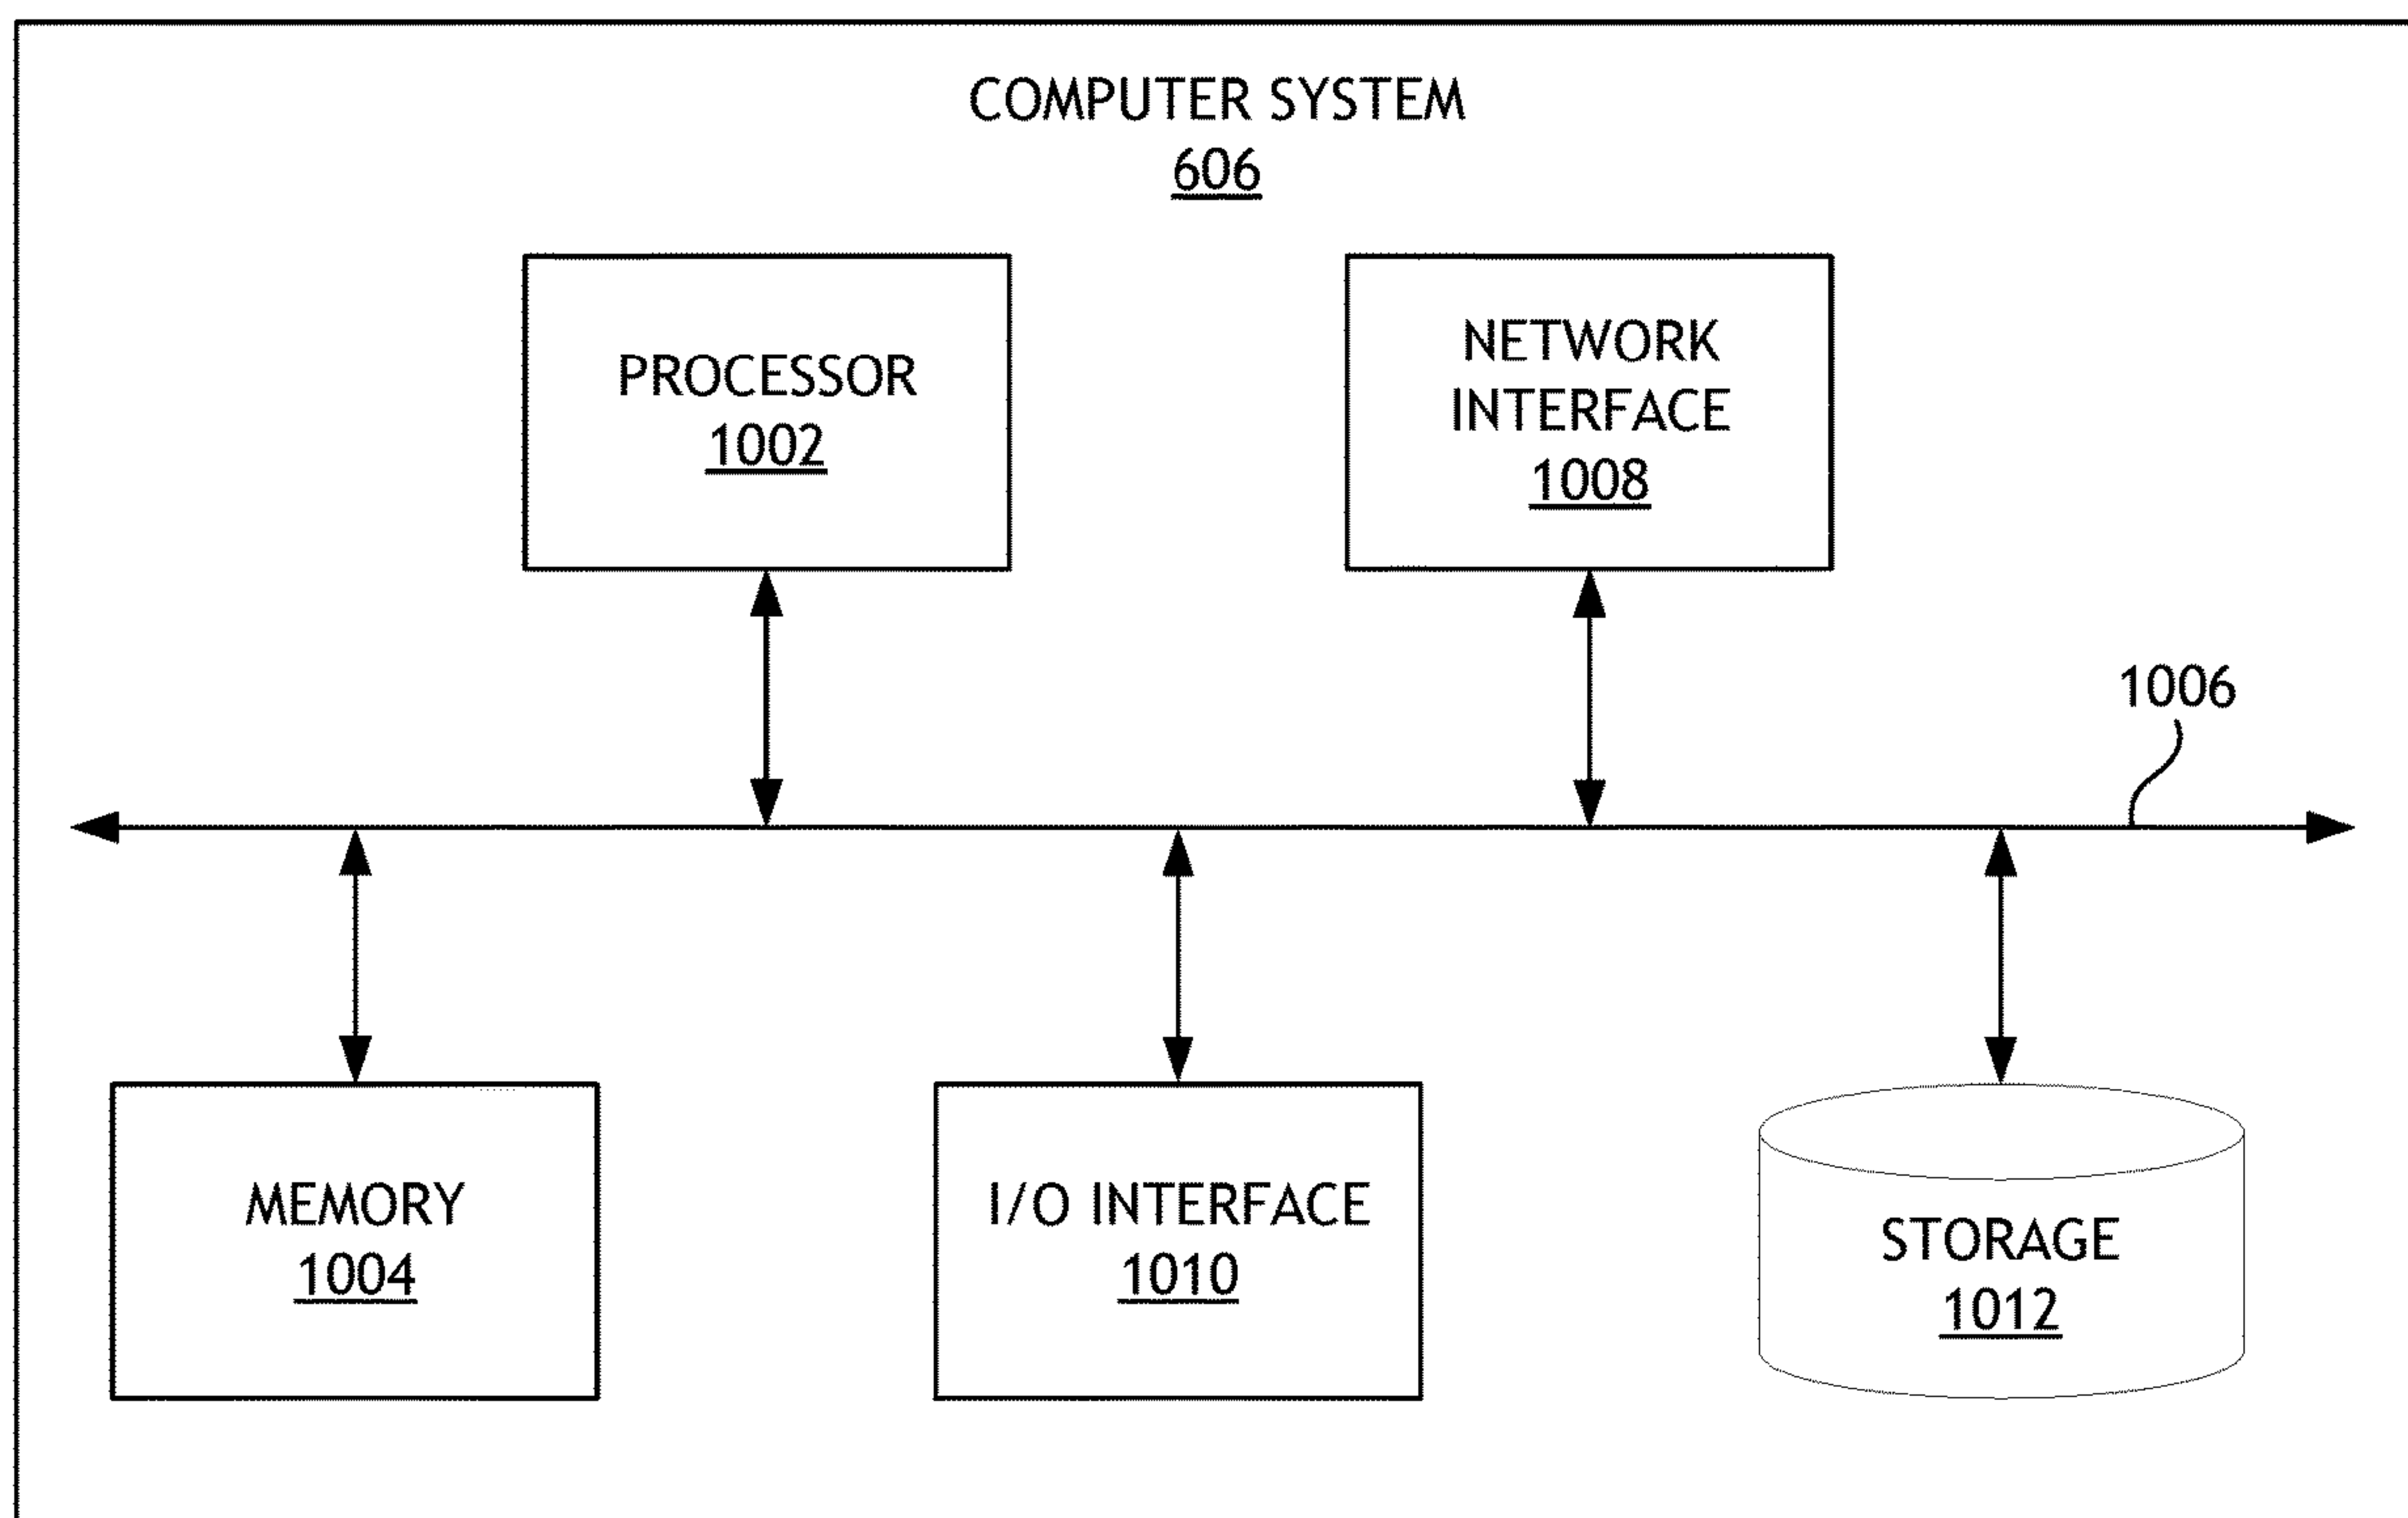 COMPUTER SYSTEM
606
PROCESSOR
1002
NETWORK
INTERFACE
1008
1006
MEMORY
1004
I/O INTERFACE
1010
STORAGE
1012